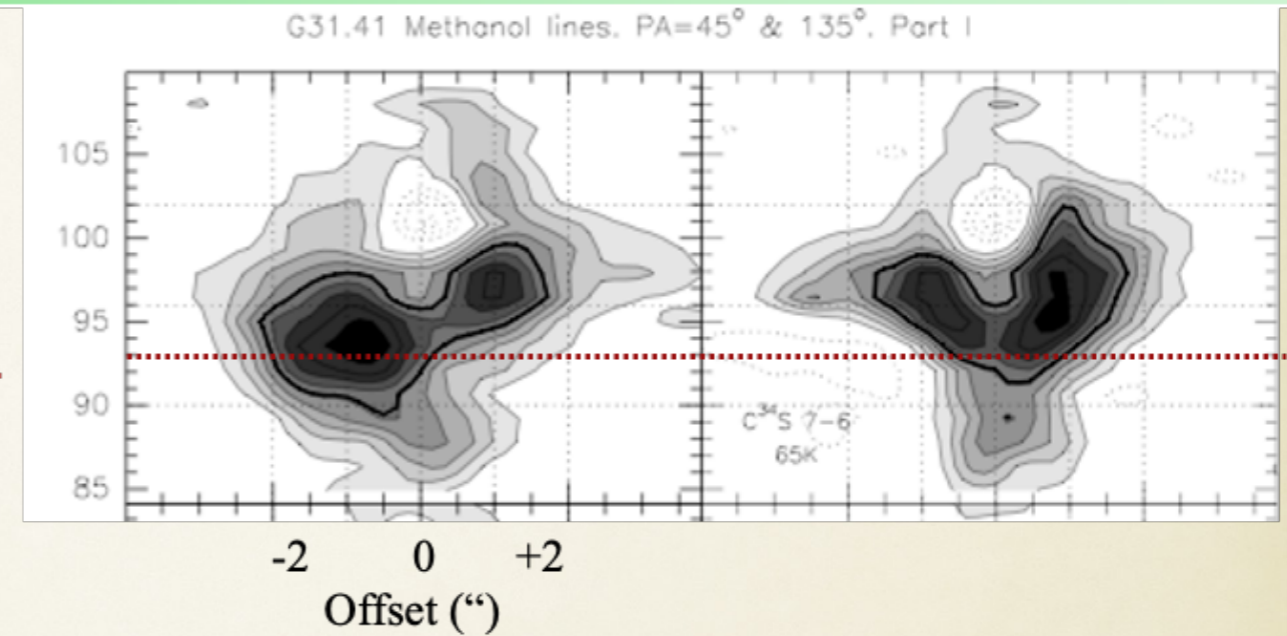 G31.41 Methanol lines. PA=45° & 135°. Part I
105
100
95
90
85
C³⁴S 7-6
65K
-2 0 +2
Offset (“)